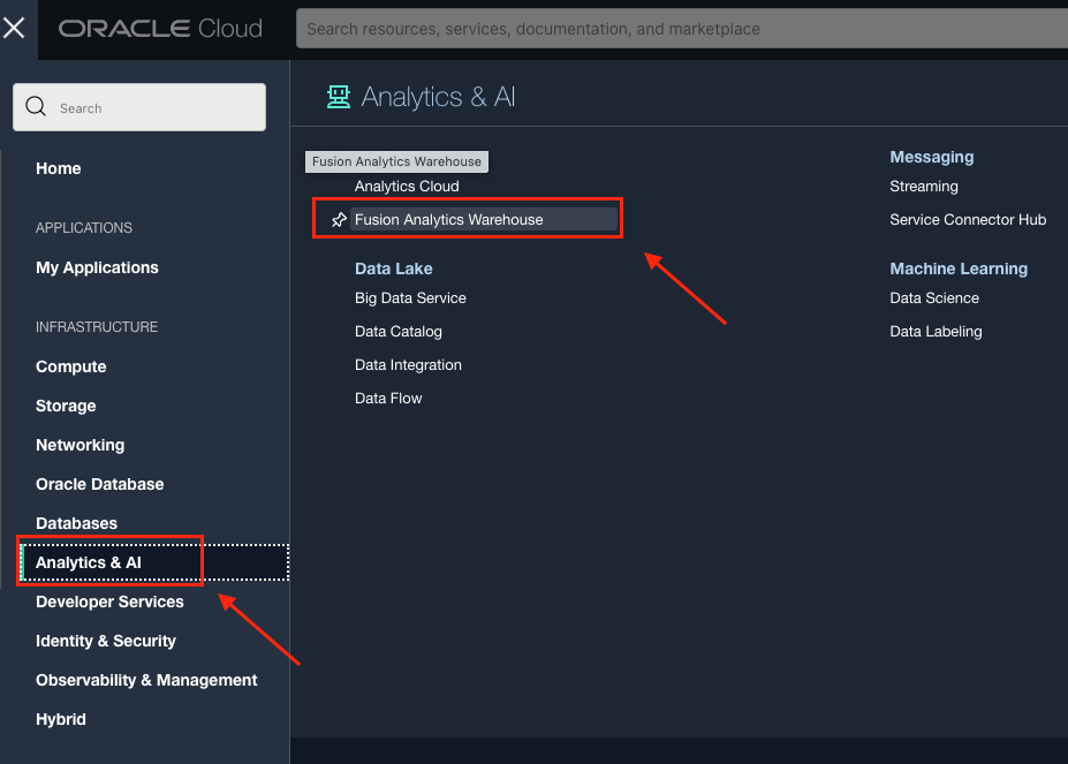 ORACLE Cloud
Search resources, services, documentation, and marketplace
Search
Home
APPLICATIONS
My Applications
INFRASTRUCTURE
Compute
Storage
Networking
Oracle Database
Databases
Analytics & AI
Developer Services
Identity & Security
Observability & Management
Hybrid
Analytics & AI
Fusion Analytics Warehouse
Analytics Cloud
Fusion Analytics Warehouse
Data Lake
Big Data Service
Data Catalog
Data Integration
Data Flow
Messaging
Streaming
Service Connector Hub
Machine Learning
Data Science
Data Labeling